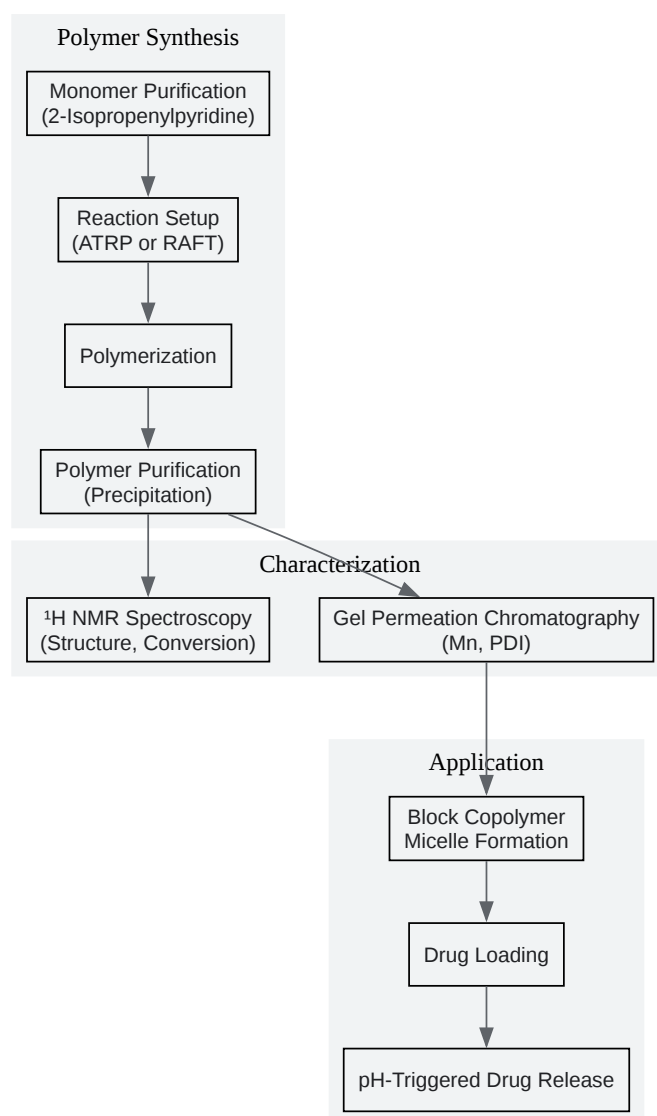 Polymer Synthesis
Monomer Purification
(2-Isopropenylpyridine)
Reaction Setup
(ATRP or RAFT)
Polymerization
Polymer Purification
(Precipitation)
Characterization
¹H NMR Spectroscopy
(Structure, Conversion)
Gel Permeation Chromatography
(Mn, PDI)
Application
Block Copolymer
Micelle Formation
Drug Loading
pH-Triggered Drug Release